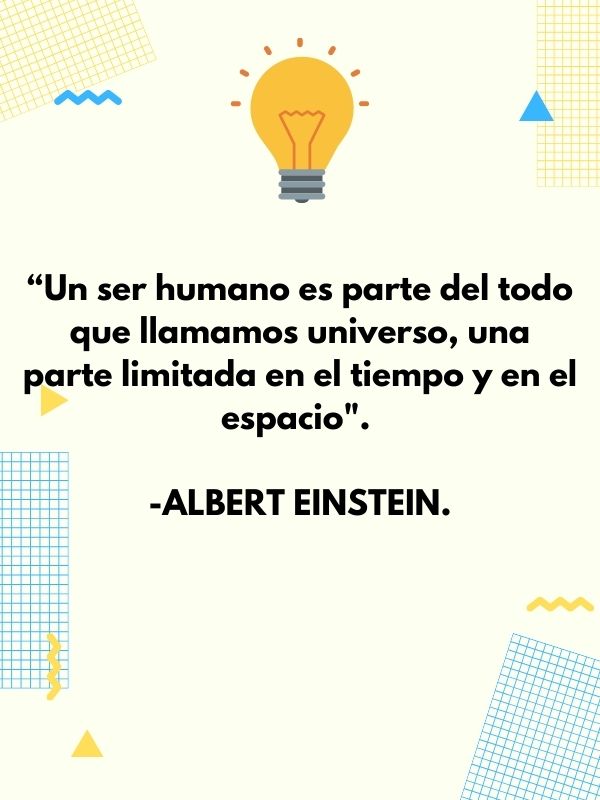 “Un ser humano es parte del todo
que llamamos universo, una
parte limitada en el tiempo y en el
espacio".
-ALBERT EINSTEIN.